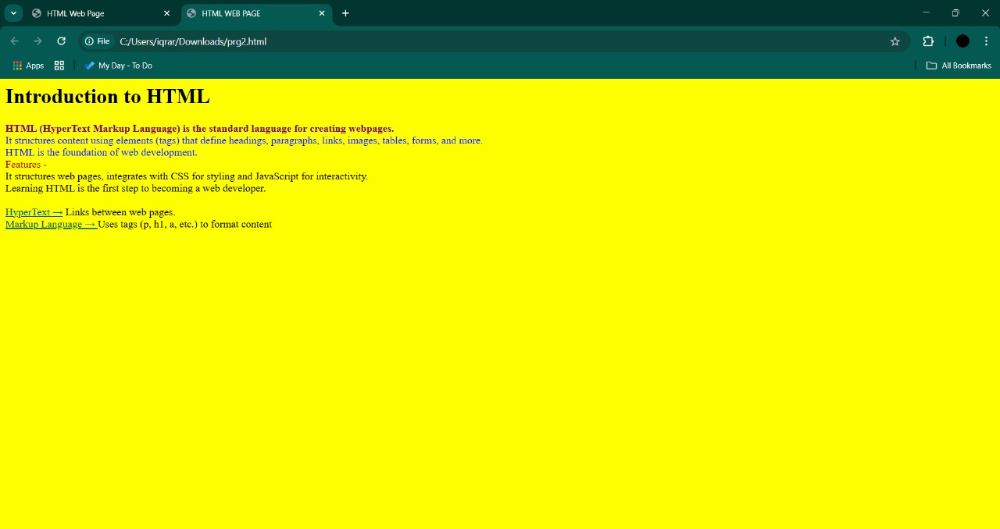 HTML Web Page
HTML WEB PAGE
File
C:/Users/iqrar/Downloads/prg2.html
Apps
My Day - To Do
All Bookmarks
Introduction to HTML
HTML (HyperText Markup Language) is the standard language for creating webpages.
It structures content using elements (tags) that define headings, paragraphs, links, images, tables, forms, and more.
HTML is the foundation of web development.
Features -
It structures web pages, integrates with CSS for styling and JavaScript for interactivity.
Learning HTML is the first step to becoming a web developer.
HyperText → Links between web pages.
Markup Language → Uses tags (p, h1, a, etc.) to format content